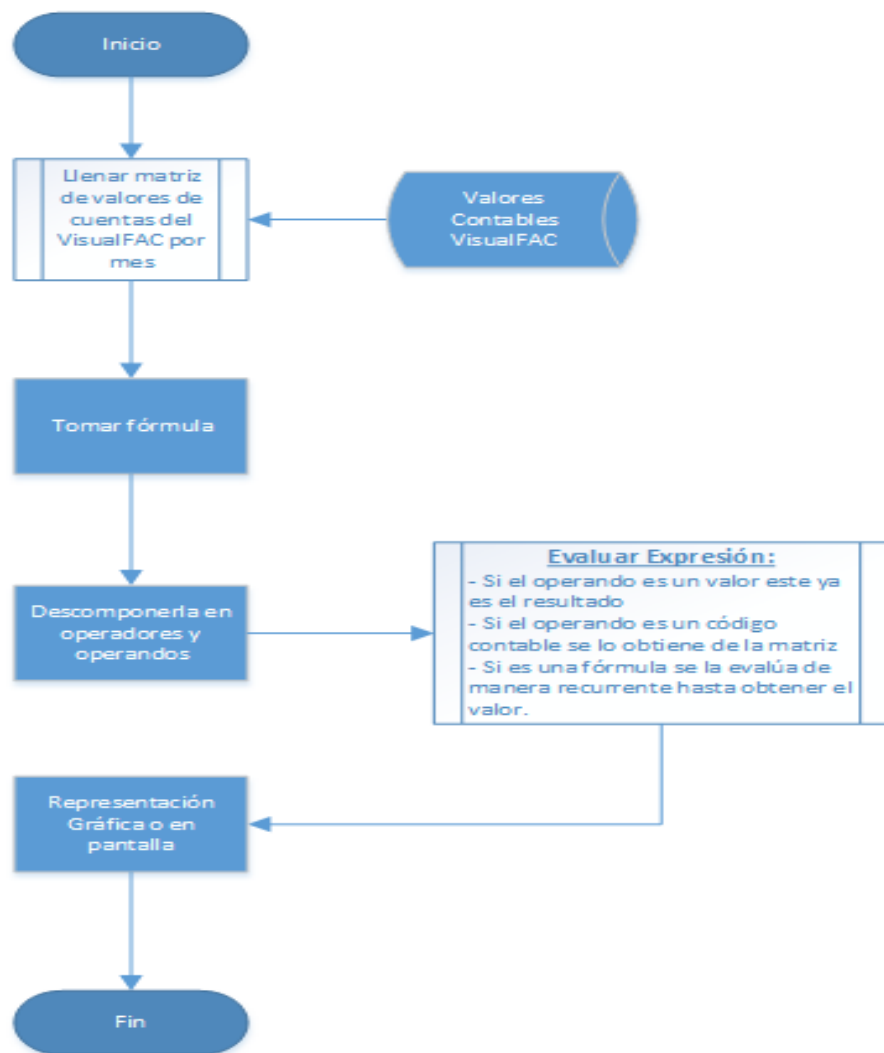 Inicio
Llenar matriz
de valores de
cuentas del
VisualFAC por
mes
Valores
Contables
VisualFAC
Tomar fórmula
Descomponerla en
operadores y
operandos
Evaluar Expresión:
- Si el operando es un valor este ya
es el resultado
- Si el operando es un código
contable se lo obtiene de la matriz
- Si es una fórmula se la evalúa de
manera recurrente hasta obtener el
valor.
Representación
Gráfica o en
pantalla
Fin